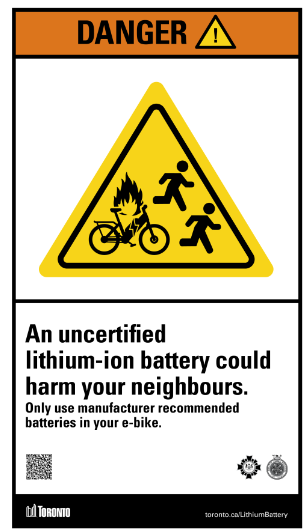 DANGER
An uncertified
lithium-ion battery could
harm your neighbours.
Only use manufacturer recommended
batteries in your e-bike.
TORONTO
toronto.ca/LithiumBattery